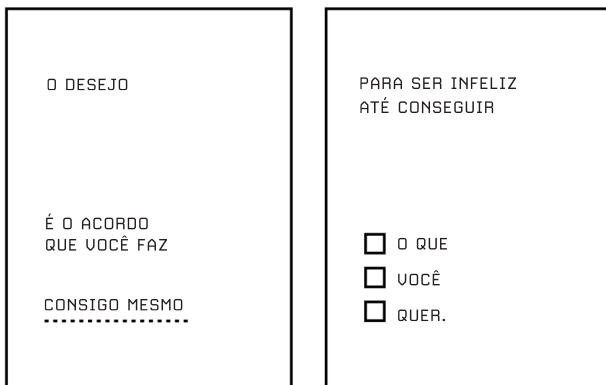 O DESEJO
É O ACORDO
QUE VOCÊ FAZ
CONSIGO MESMO
PARA SER INFELIZ
ATÉ CONSEGUIR
O QUE
VOCÊ
QUER.